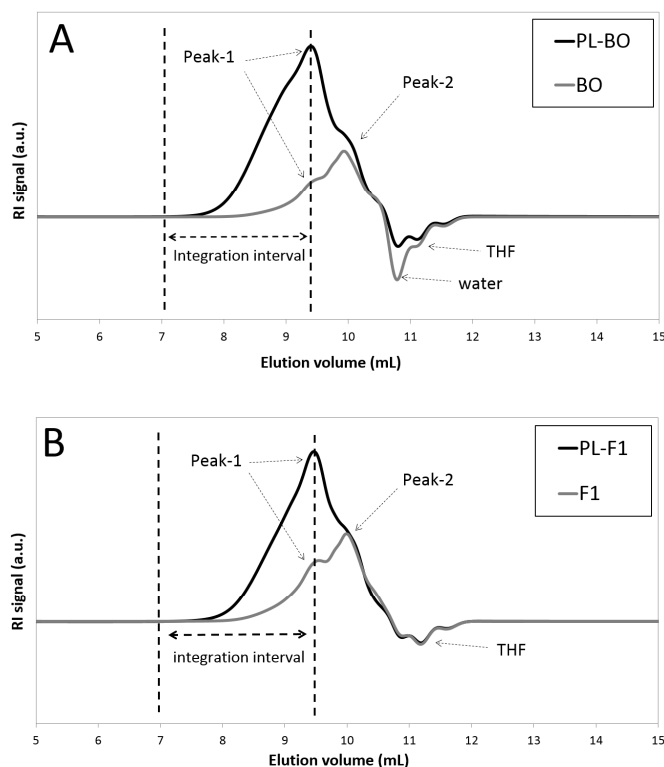 A
Peak-1
Peak-2
PL-BO
BO
RI signal (a.u.)
Integration interval
THF
water
5 6 7 8 9 10 11 12 13 14 15
Elution volume (mL)
B
Peak-1
Peak-2
PL-F1
F1
RI signal (a.u.)
integration interval
THF
5 6 7 8 9 10 11 12 13 14 15
Elution volume (mL)